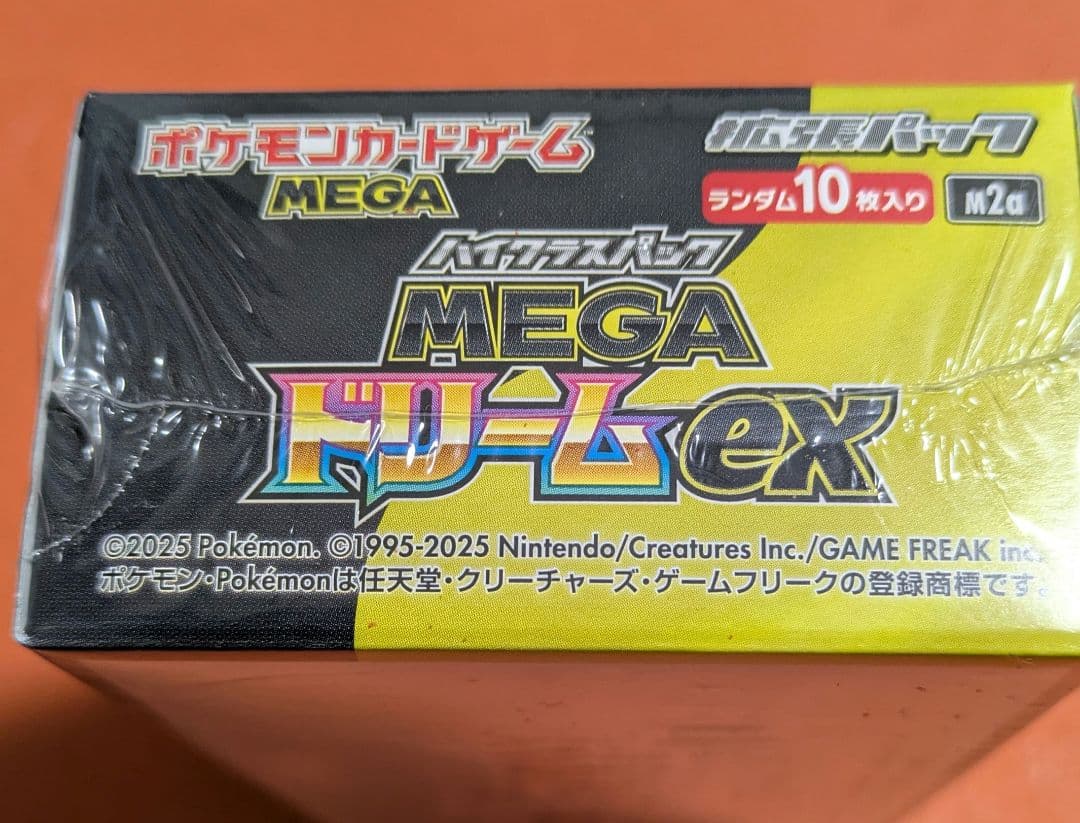 ポケモンカードゲーム
MEGA
拡張パック
ランダム10枚入り
M2a
ハイクラスパック
MEGA
ドリームex
©2025 Pokémon. ©1995-2025 Nintendo/Creatures Inc./GAME FREAK inc.
ポケモン・Pokémonは任天堂・クリーチャーズ・ゲームフリークの登録商標です。